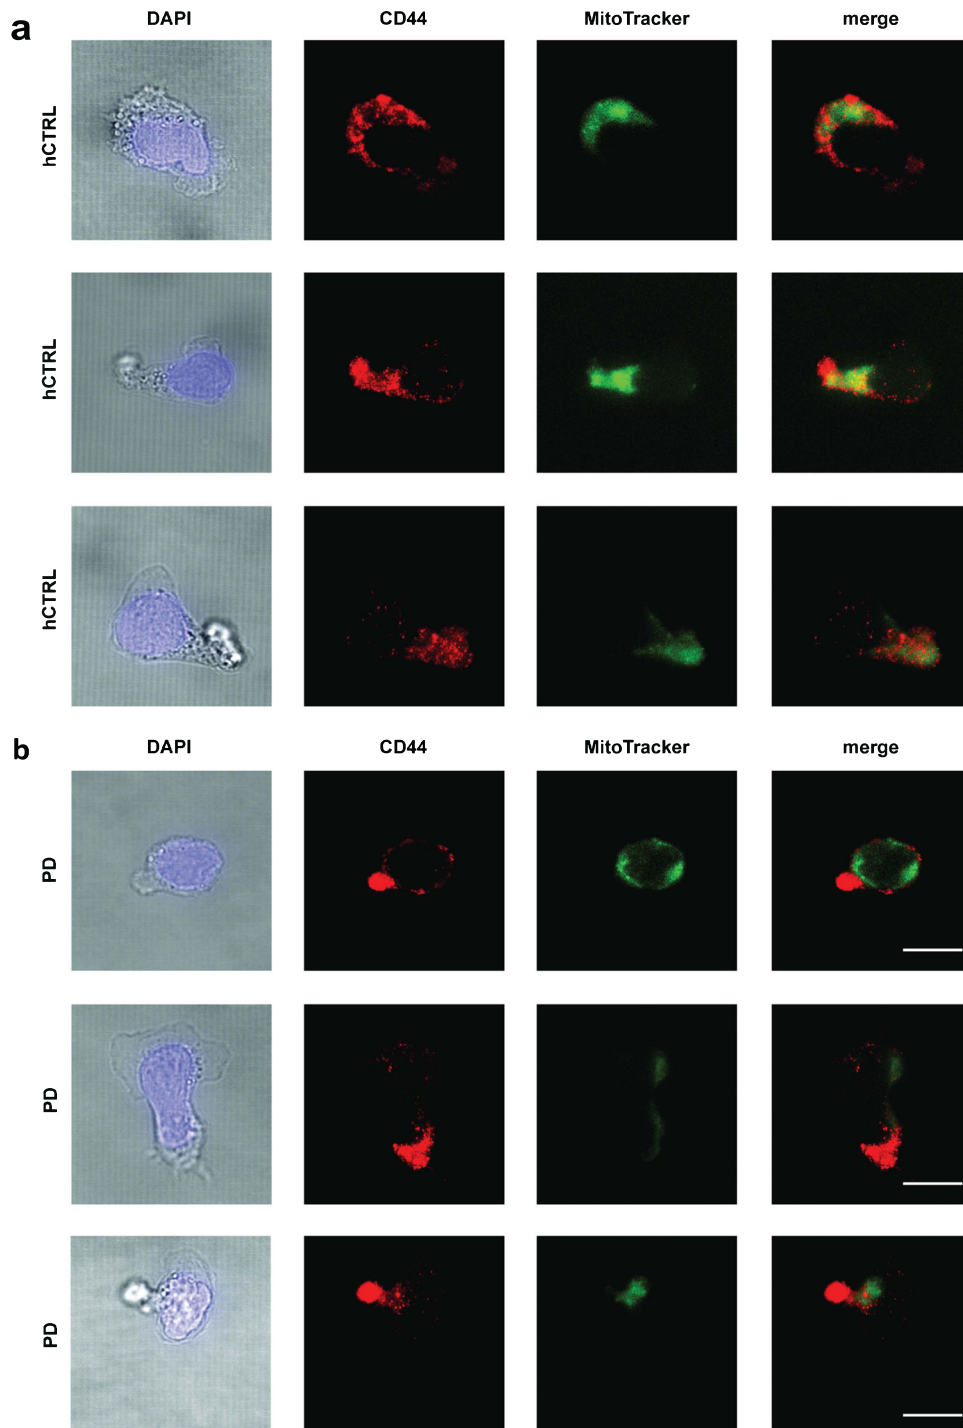 a
DAPI CD44 MitoTracker merge
hCTRL
hCTRL
hCTRL
b
DAPI CD44 MitoTracker merge
PD
PD
PD